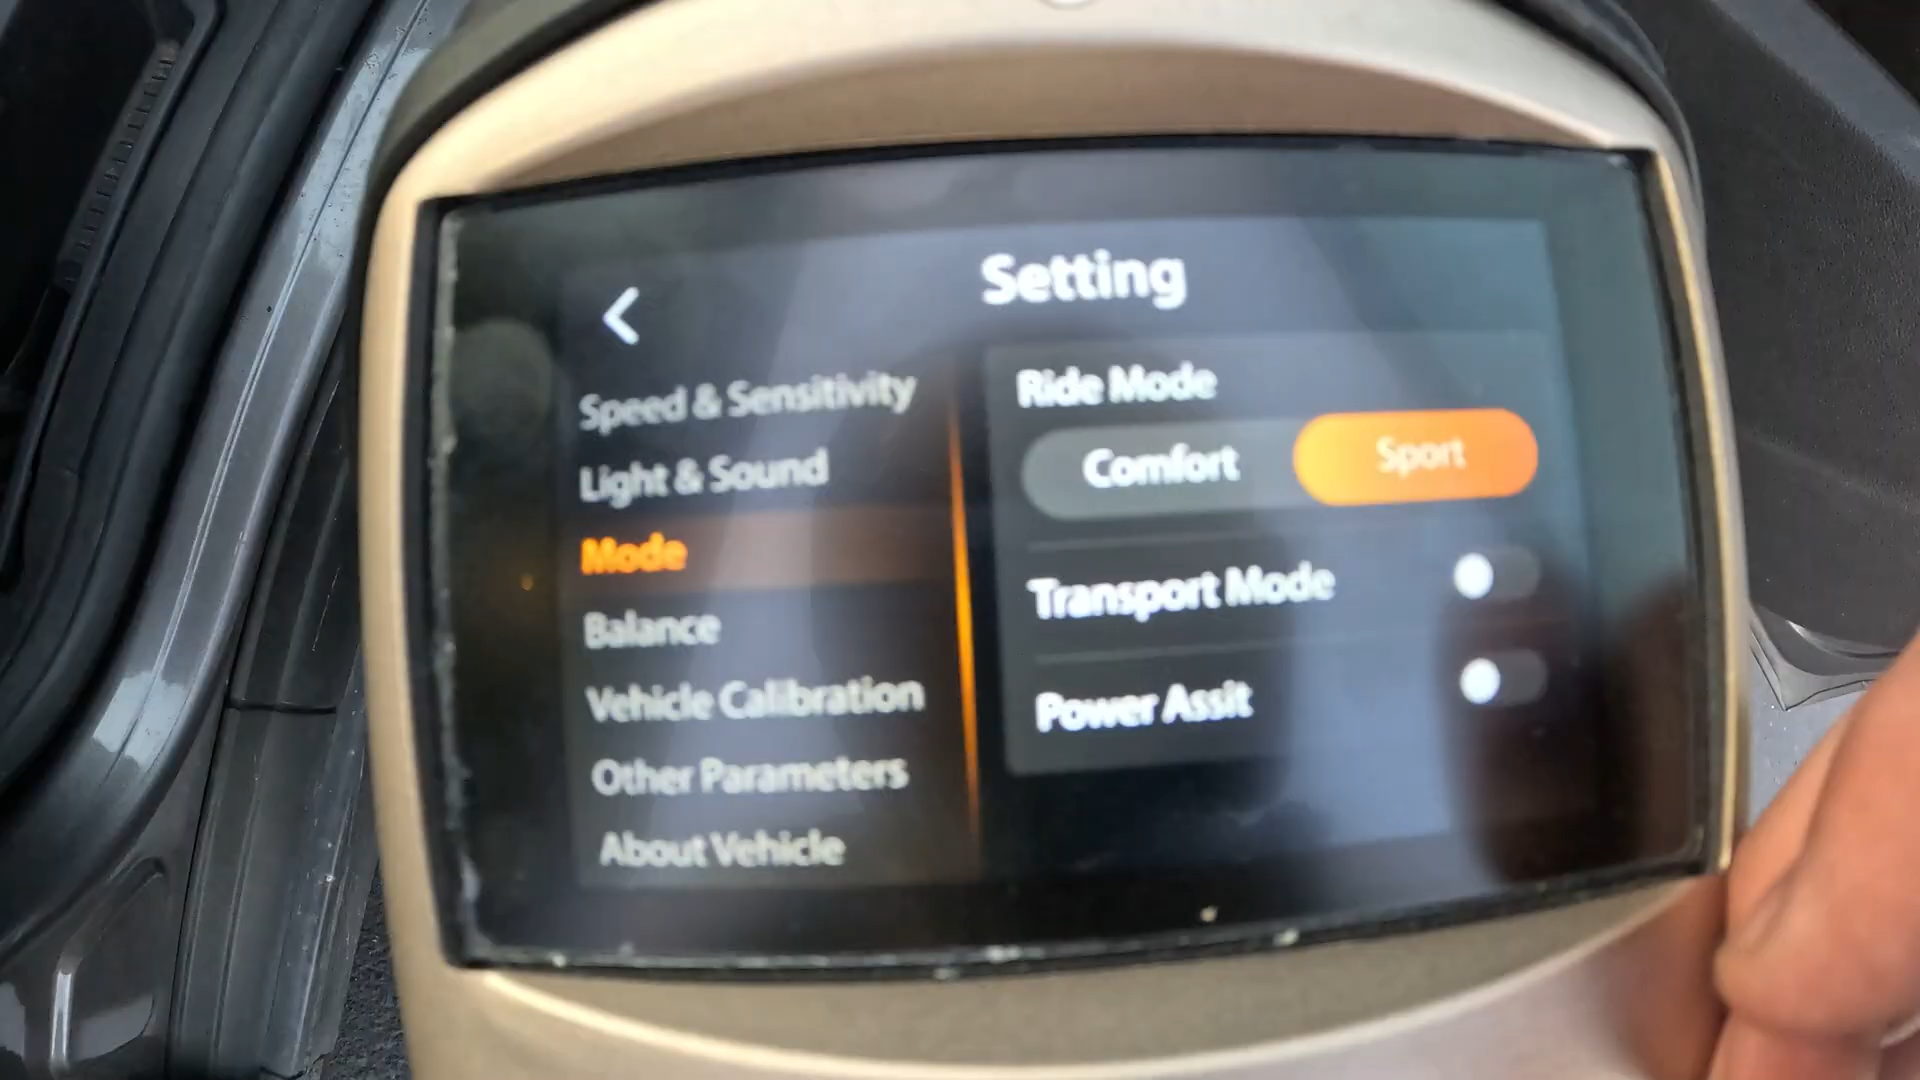 Setting
Speed & Sensitivity
Light & Sound
Mode
Balance
Vehicle Calibration
Other Parameters
About Vehicle
Ride Mode
Comfort
Sport
Transport Mode
Power Assit